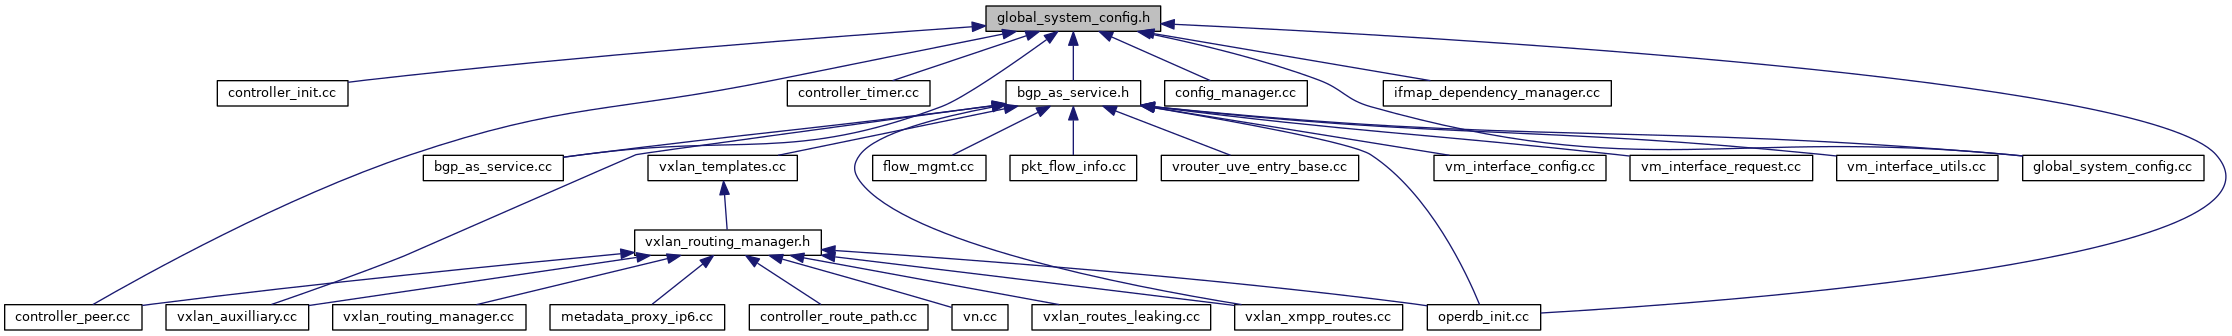 global_system_config.h
controller_init.cc
controller_timer.cc
bgp_as_service.h
config_manager.cc
ifmap_dependency_manager.cc
bgp_as_service.cc
vxlan_templates.cc
flow_mgmt.cc
pkt_flow_info.cc
vrouter_uve_entry_base.cc
vm_interface_config.cc
vm_interface_request.cc
vm_interface_utils.cc
global_system_config.cc
vxlan_routing_manager.h
controller_peer.cc
vxlan_auxilliary.cc
vxlan_routing_manager.cc
metadata_proxy_ip6.cc
controller_route_path.cc
vn.cc
vxlan_routes_leaking.cc
vxlan_xmpp_routes.cc
operdb_init.cc